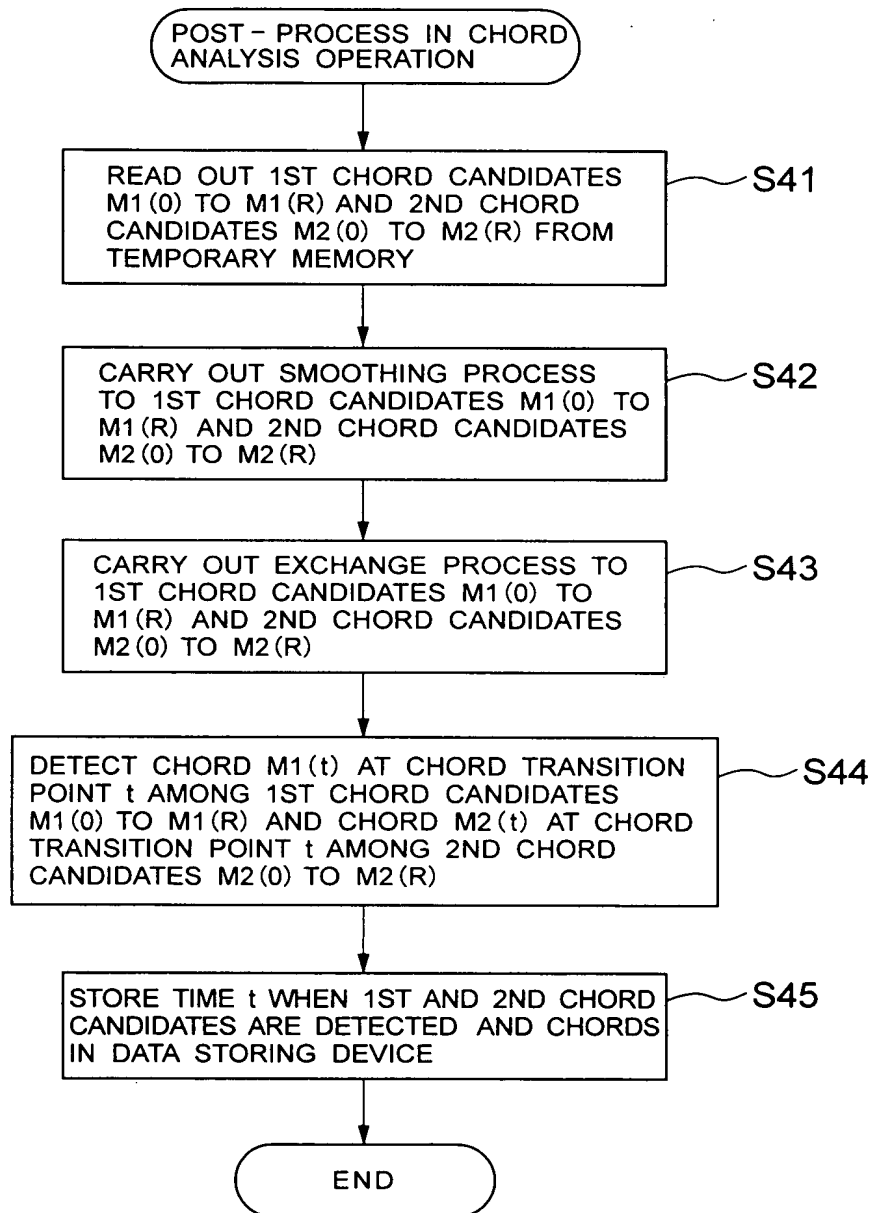 POST-PROCESS IN CHORD
ANALYSIS OPERATION
READ OUT 1ST CHORD CANDIDATES
M1(0) TO M1(R) AND 2ND CHORD
CANDIDATES M2(0) TO M2(R) FROM
TEMPORARY MEMORY
S41
CARRY OUT SMOOTHING PROCESS
TO 1ST CHORD CANDIDATES M1(0) TO
M1(R) AND 2ND CHORD CANDIDATES
M2(0) TO M2(R)
S42
CARRY OUT EXCHANGE PROCESS TO
1ST CHORD CANDIDATES M1(0) TO
M1(R) AND 2ND CHORD CANDIDATES
M2(0) TO M2(R)
S43
DETECT CHORD M1(t) AT CHORD TRANSITION
POINT t AMONG 1ST CHORD CANDIDATES
M1(0) TO M1(R) AND CHORD M2(t) AT CHORD
TRANSITION POINT t AMONG 2ND CHORD
CANDIDATES M2(0) TO M2(R)
S44
STORE TIME t WHEN 1ST AND 2ND CHORD
CANDIDATES ARE DETECTED AND CHORDS
IN DATA STORING DEVICE
S45
END